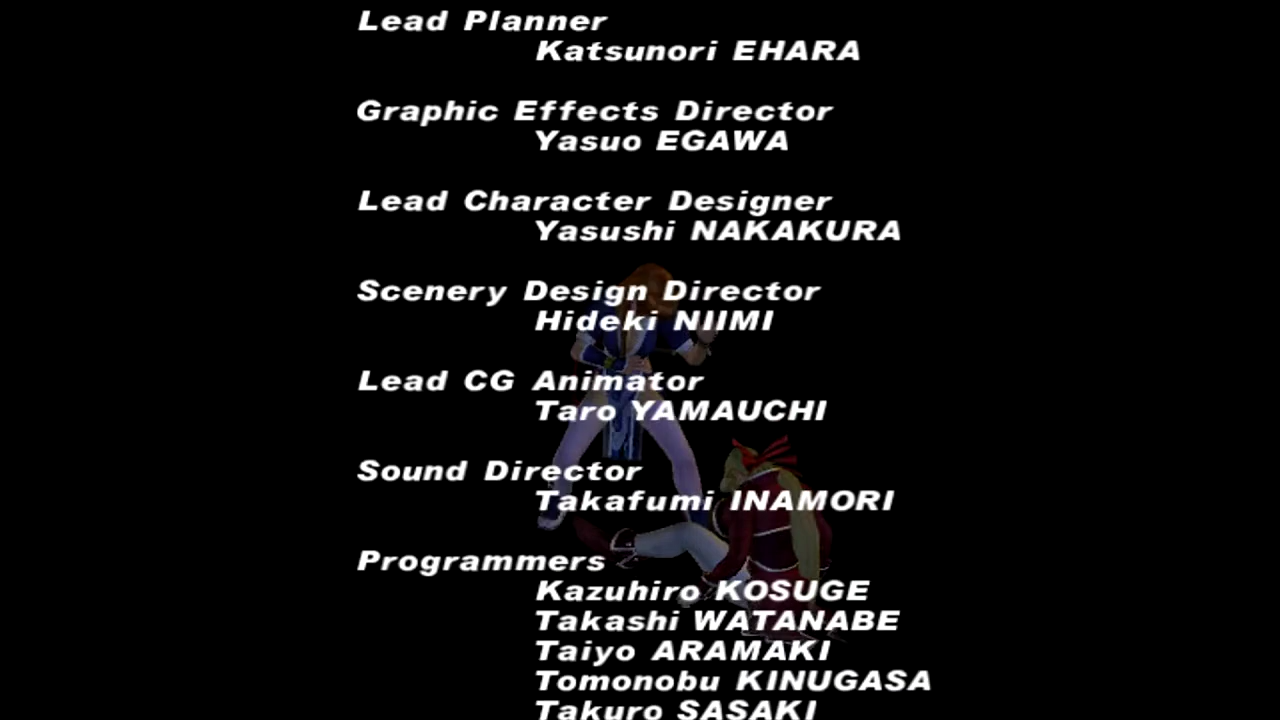 Lead Planner
Katsunori EHARA
Graphic Effects Director
Yasuo EGAWA
Lead Character Designer
Yasushi NAKAKURA
Scenery Design Director
Hideki NIIMI
Lead CG Animator
Taro YAMAUCHI
Sound Director
Takafumi INAMORI
Programmers
Kazuhiro KOSUGE
Takashi WATANABE
Taiyo ARAMAKI
Tomonobu KINUGASA
Takuro SASAKI